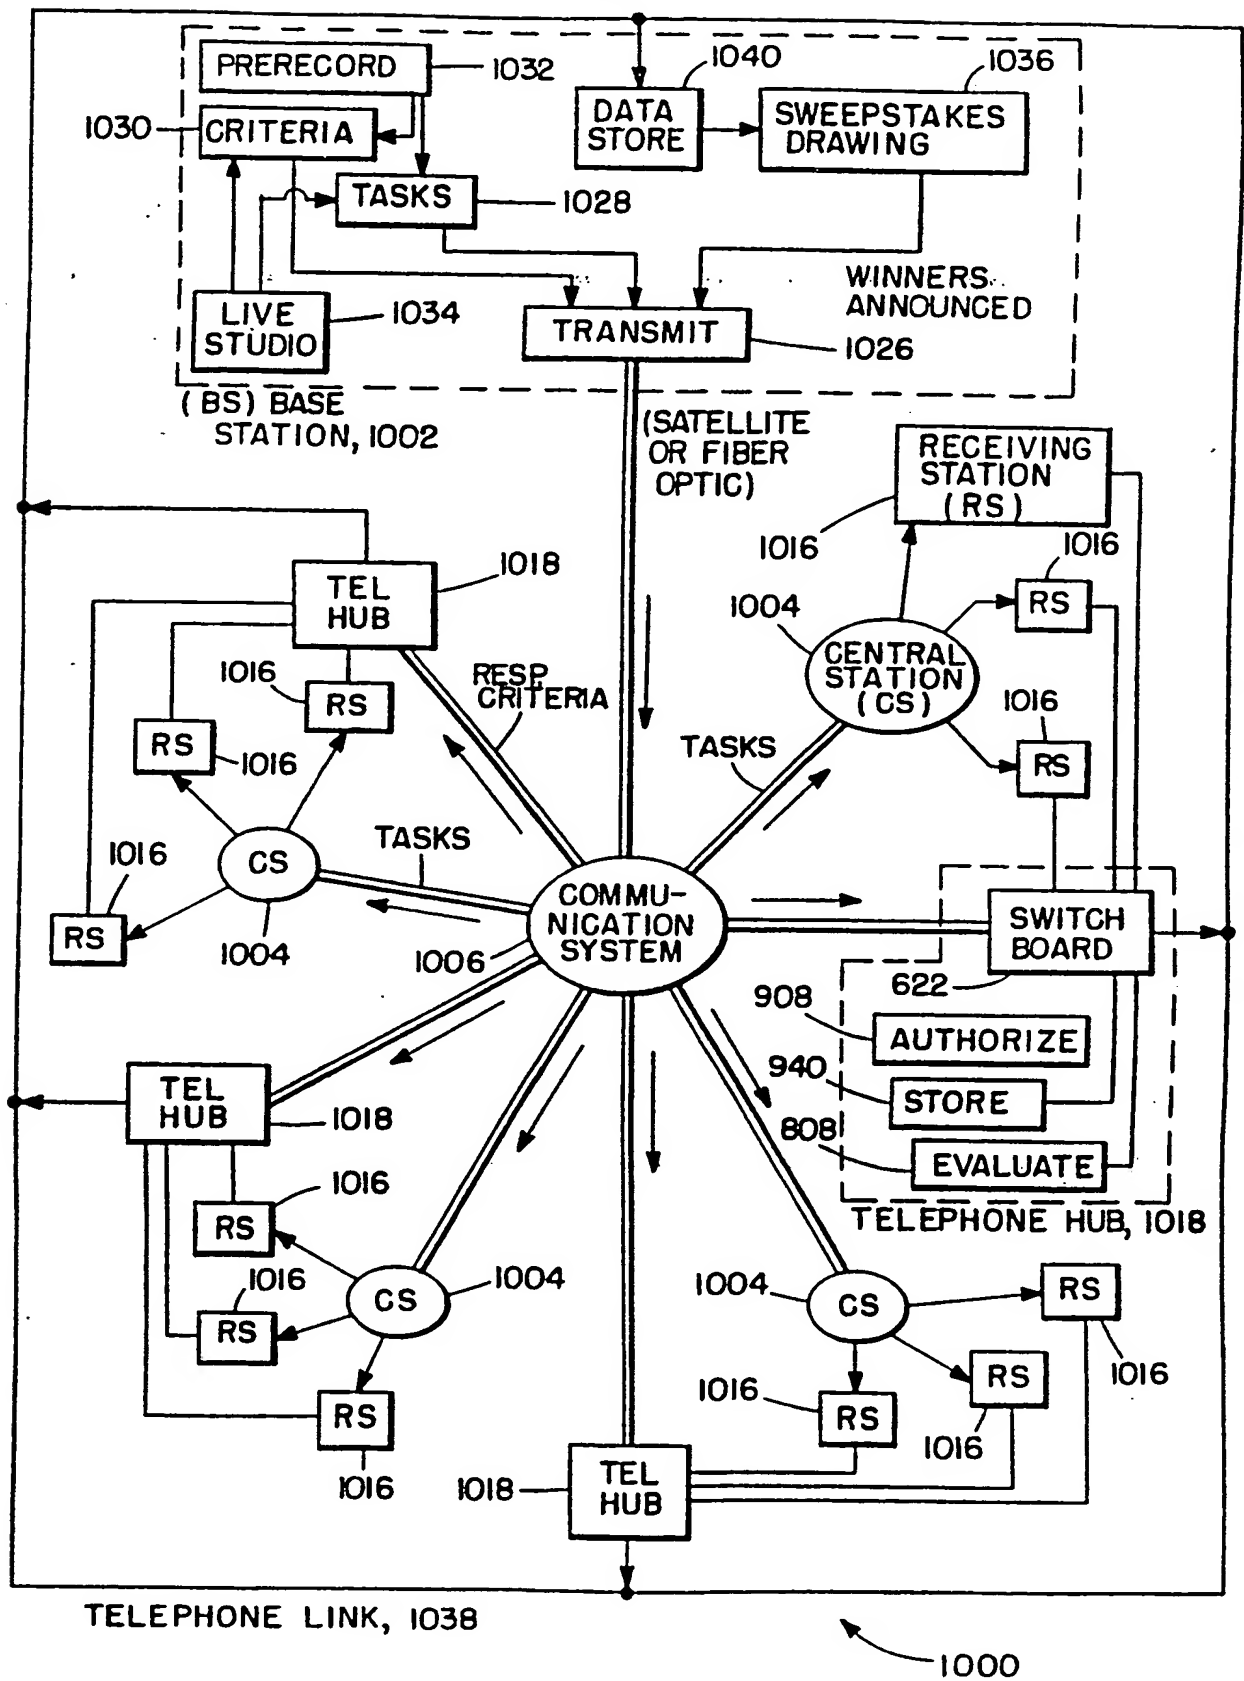 PRERECORD
1032
1030
CRITERIA
TASKS
1028
LIVE
STUDIO
1034
1040
DATA
STORE
1036
SWEEPSTAKES
DRAWING
WINNERS
ANNOUNCED
TRANSMIT
1026
(BS) BASE
STATION, 1002
(SATELLITE
OR FIBER
OPTIC)
RECEIVING
STATION
(RS)
1016
1016
RS
1004
CENTRAL
STATION
(CS)
1016
RS
TASKS
TEL
HUB
1018
RESP.
CRITERIA
1016
RS
RS
1016
TASKS
CS
1004
1016
RS
COMMU-
NICATION
SYSTEM
1006
SWITCH
BOARD
622
908
AUTHORIZE
940
STORE
808
EVALUATE
TELEPHONE HUB, 1018
TEL
HUB
1018
1016
RS
1016
RS
CS
1004
RS
1016
1004
CS
RS
1016
RS
1016
1016
RS
1018
TEL
HUB
TELEPHONE LINK, 1038
1000